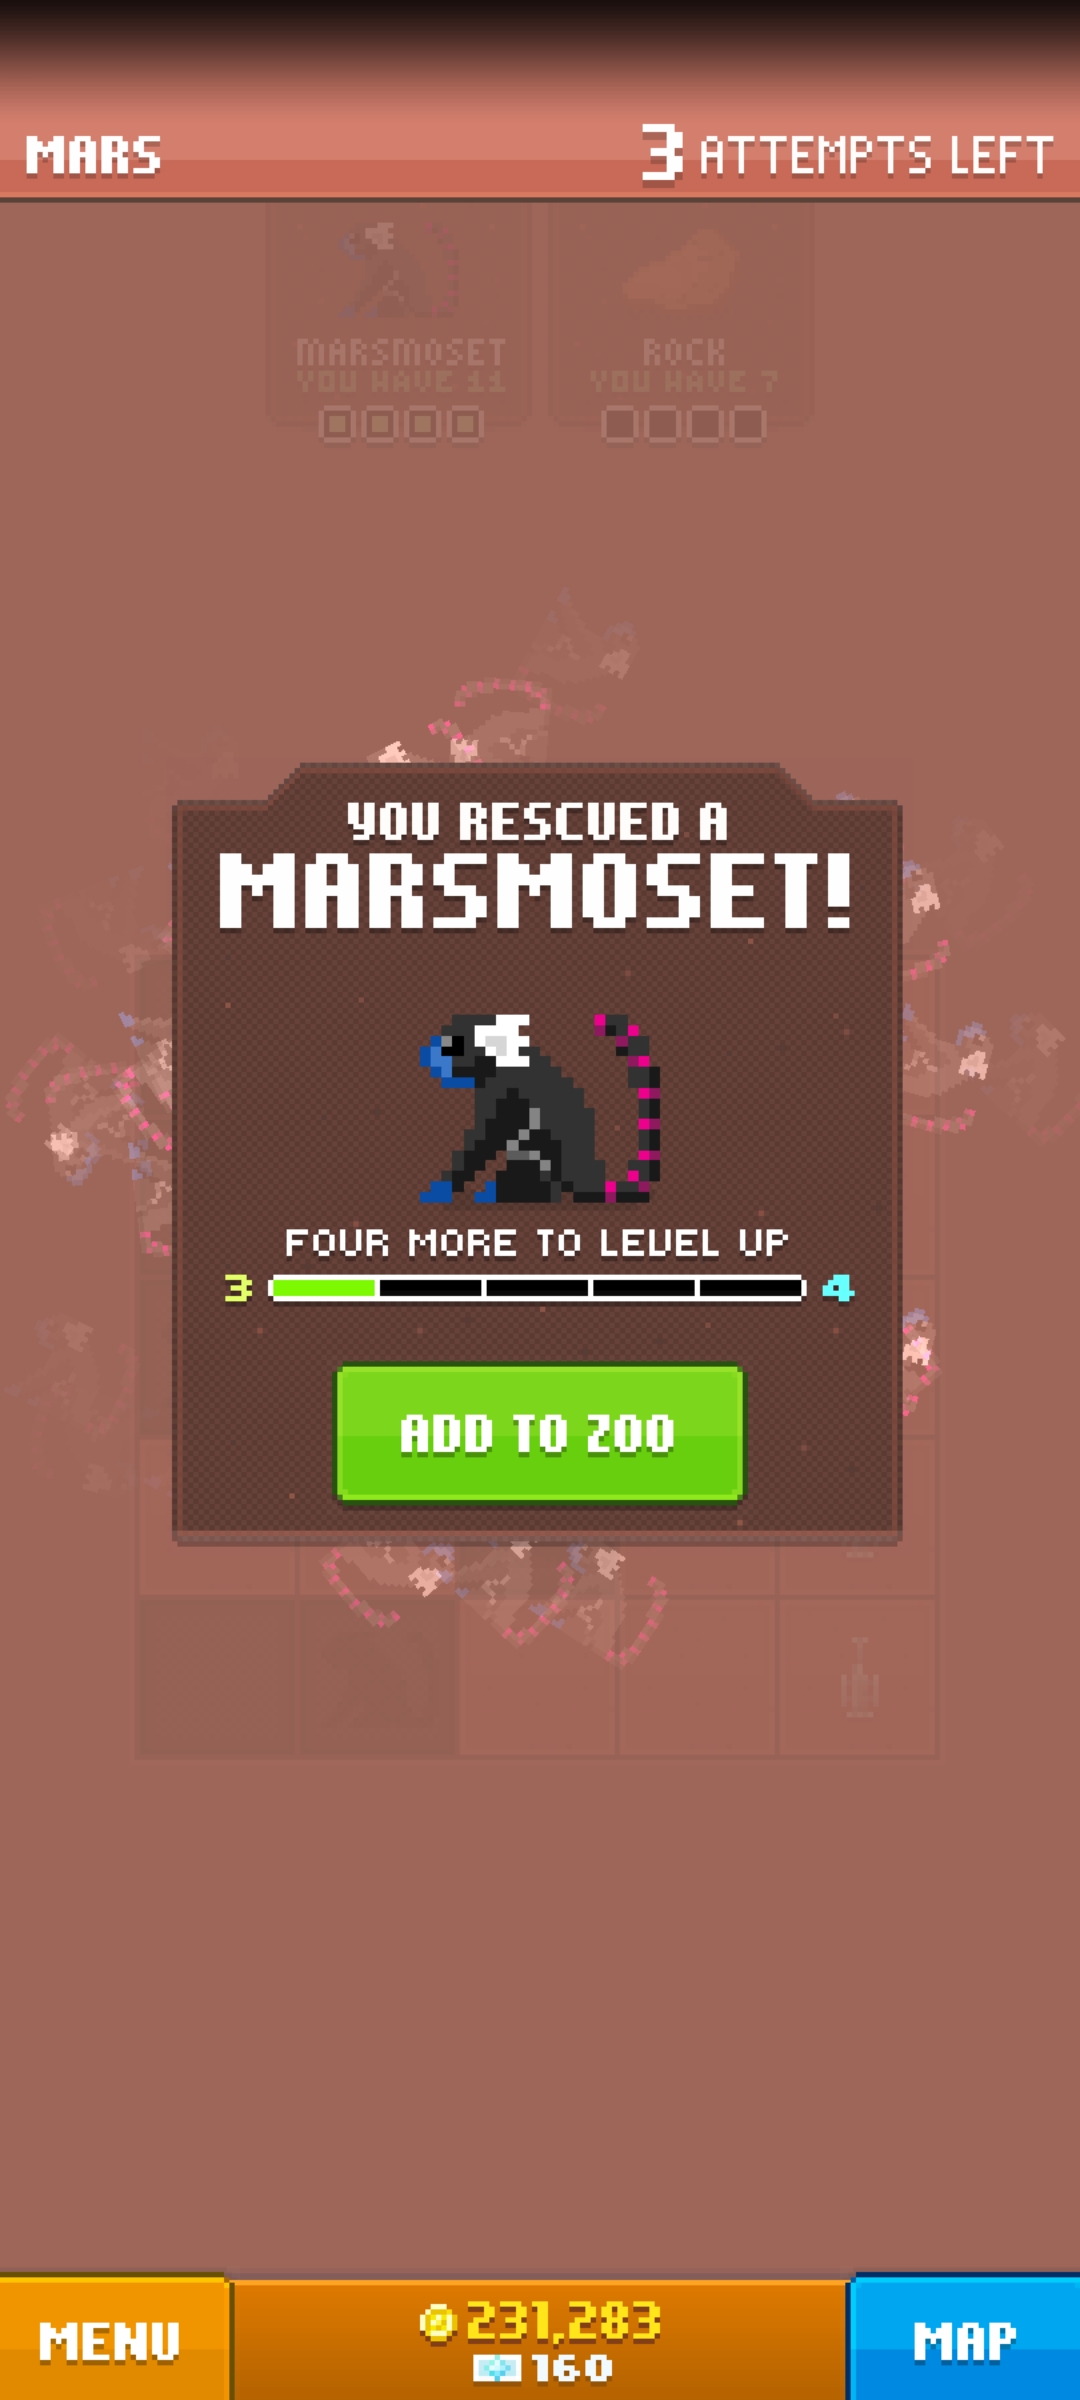 MARS
3 ATTEMPTS LEFT
MARSMOSET
YOU HAVE 11
ROCK
YOU HAVE 7
YOU RESCUED A
MARSMOSET!
FOUR MORE TO LEVEL UP
3
4
ADD TO ZOO
MENU
231,283
160
MAP